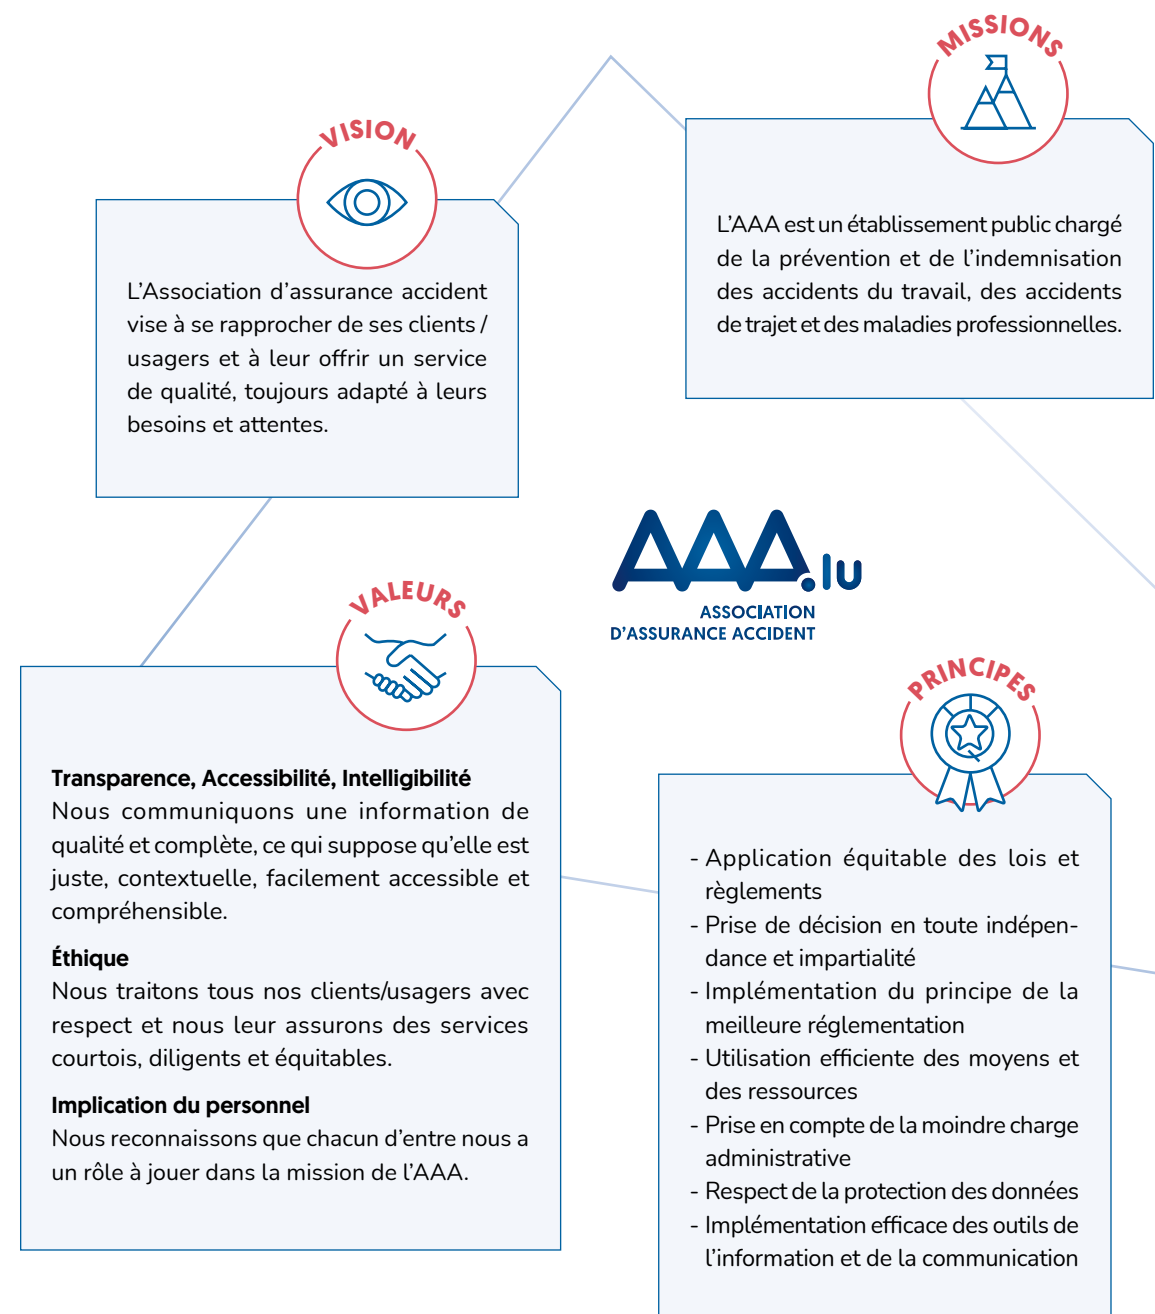 VISION
L’Association d’assurance accident
vise à se rapprocher de ses clients /
usagers et à leur offrir un service
de qualité, toujours adapté à leurs
besoins et attentes.
MISSIONS
L’AAA est un établissement public chargé
de la prévention et de l’indemnisation
des accidents du travail, des accidents
de trajet et des maladies professionnelles.
AAA.lu
ASSOCIATION
D’ASSURANCE ACCIDENT
VALEURS
Transparence, Accessibilité, Intelligibilité
Nous communiquons une information de
qualité et complète, ce qui suppose qu’elle est
juste, contextuelle, facilement accessible et
compréhensible.
Éthique
Nous traitons tous nos clients/usagers avec
respect et nous leur assurons des services
courtois, diligents et équitables.
Implication du personnel
Nous reconnaissons que chacun d’entre nous a
un rôle à jouer dans la mission de l’AAA.
PRINCIPES
- Application équitable des lois et
règlements
- Prise de décision en toute indépen-
dance et impartialité
- Implémentation du principe de la
meilleure réglementation
- Utilisation efficiente des moyens et
des ressources
- Prise en compte de la moindre charge
administrative
- Respect de la protection des données
- Implémentation efficace des outils de
l’information et de la communication